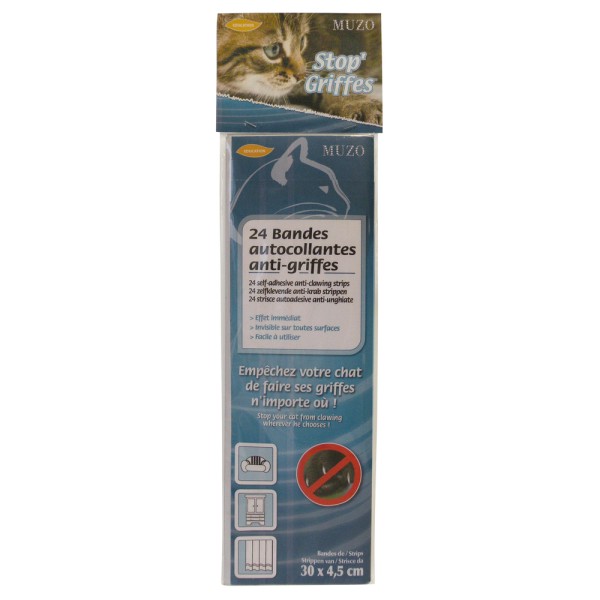 MUZO
Stop'
Griffes
MUZO
24 Bandes
autocollantes
anti-griffes
24 self-adhesive anti-clawing strips
24 zelfklevende anti-krab strippen
24 strisce autoadesive anti-unghiate
> Effet immédiat
> Invisible sur toutes surfaces
> Facile à utiliser
Empêchez votre chat
de faire ses griffes
n'importe où !
Stop your cat from clawing
wherever he chooses !
Bandes de / Strips
Strippen van / Strisce da
30 x 4,5 cm